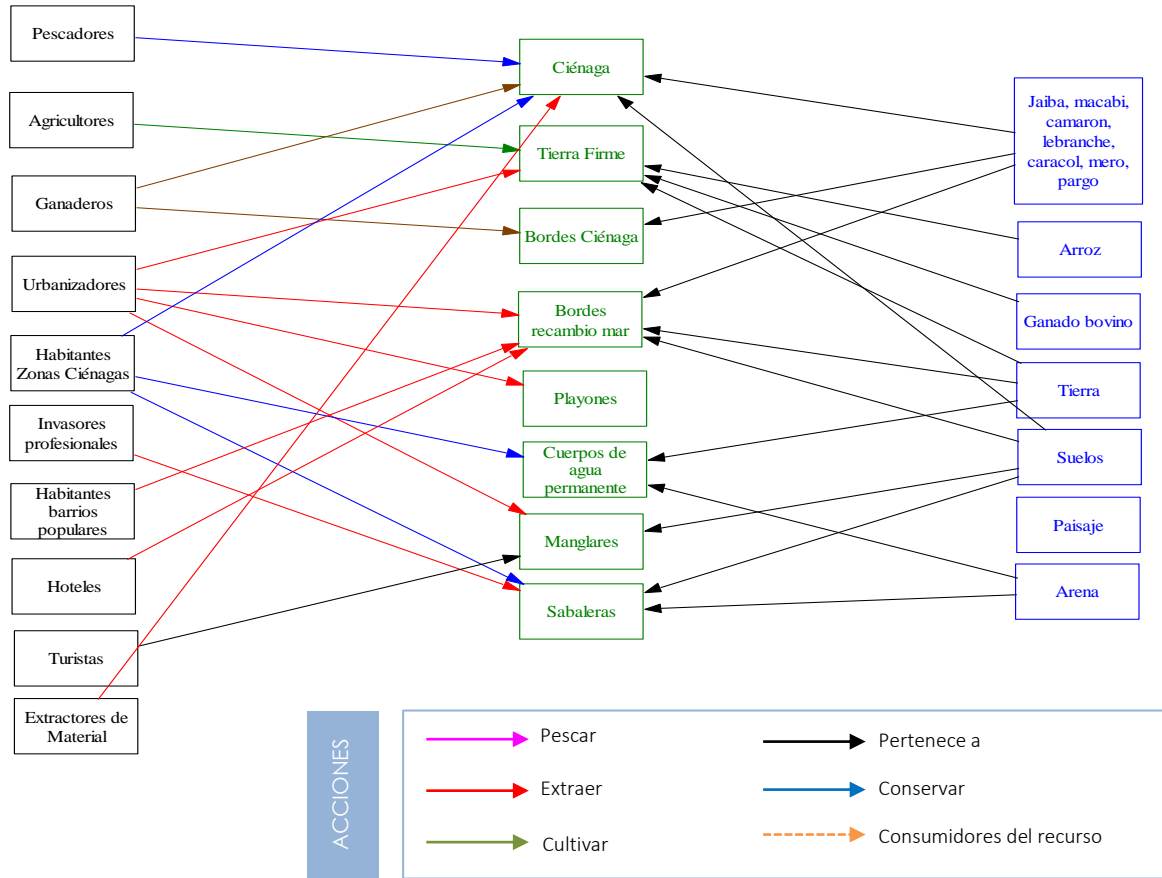 Pescadores
Agricultores
Ganaderos
Urbanizadores
Habitantes
Zonas Ciénagas
Invasores
profesionales
Habitantes
barrios
populares
Hoteles
Turistas
Extractores de
Material
Ciénaga
Tierra Firme
Bordes Ciénaga
Bordes
recambio mar
Playones
Cuerpos de
agua
permanente
Manglares
Sabaleras
Jaiba, macabi,
camaron,
lebranche,
caracol, mero,
pargo
Arroz
Ganado bovino
Tierra
Suelos
Paisaje
Arena
ACCIONES
Pescar
Extraer
Cultivar
Pertenece a
Conservar
Consumidores del recurso